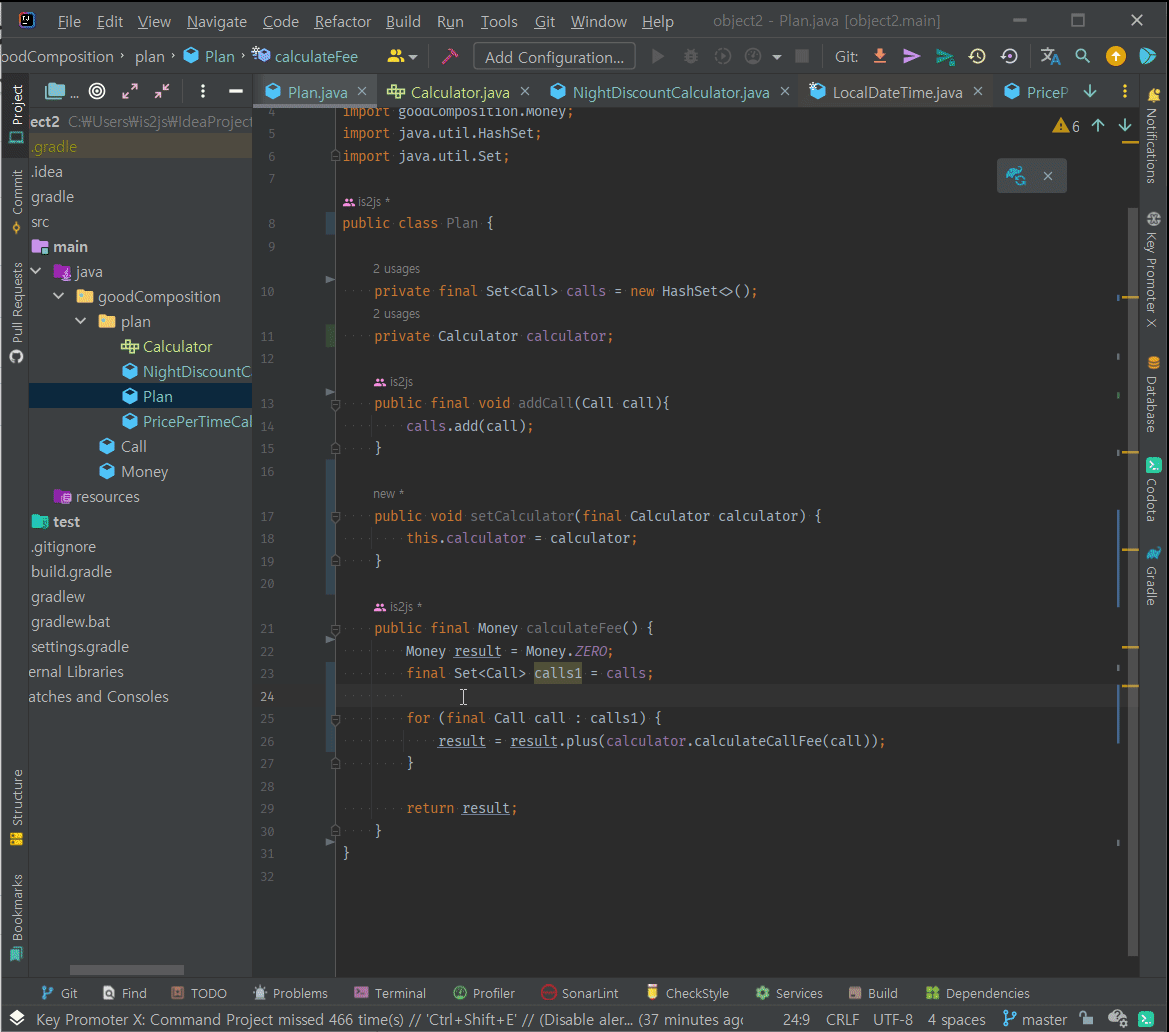 File Edit View Navigate Code Refactor Build Run Tools Git Window Help object2 - Plan.java [object2.main]
oodComposition › plan › Plan › calculateFee Add Configuration... Git:
Project
... Plan.java Calculator.java NightDiscountCalculator.java LocalDateTime.java PriceP
ect2 C:₩Users₩is2js₩IdeaProject
.gradle
.idea
gradle
src
main
java
goodComposition
plan
Calculator
NightDiscountC
Plan
PricePerTimeCal
Call
Money
resources
test
.gitignore
build.gradle
gradlew
gradlew.bat
settings.gradle
ernal Libraries
atches and Consoles
Commit
Pull Requests
Structure
Bookmarks
6
4 import goodComposition.Money;
5 import java.util.HashSet;
6 import java.util.Set;
7
is2js *
8 public class Plan {
9
2 usages
10 private final Set<Call> calls = new HashSet<>();
2 usages
11 private Calculator calculator;
12
is2js
13 public final void addCall(Call call){
14 calls.add(call);
15 }
16
new *
17 public void setCalculator(final Calculator calculator) {
18 this.calculator = calculator;
19 }
20
is2js *
21 public final Money calculateFee() {
22 Money result = Money.ZERO;
23 final Set<Call> calls1 = calls;
24
25 for (final Call call : calls1) {
26 result = result.plus(calculator.calculateCallFee(call));
27 }
28
29 return result;
30 }
31 }
32
Notifications
Key Promoter X
Database
Codota
Gradle
Git Find TODO Problems Terminal Profiler SonarLint CheckStyle Services Build Dependencies
Key Promoter X: Command Project missed 466 time(s) // 'Ctrl+Shift+E' // (Disable aler... (37 minutes ago 24:9 CRLF UTF-8 4 spaces master